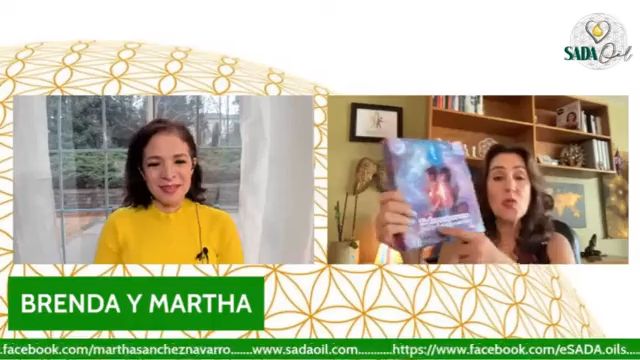 SADA Oil
BRENDA Y MARTHA
.facebook.com/marthasancheznavarro.......www.sadaoil.com..........https://www.facebook.com/eSADA.oils...